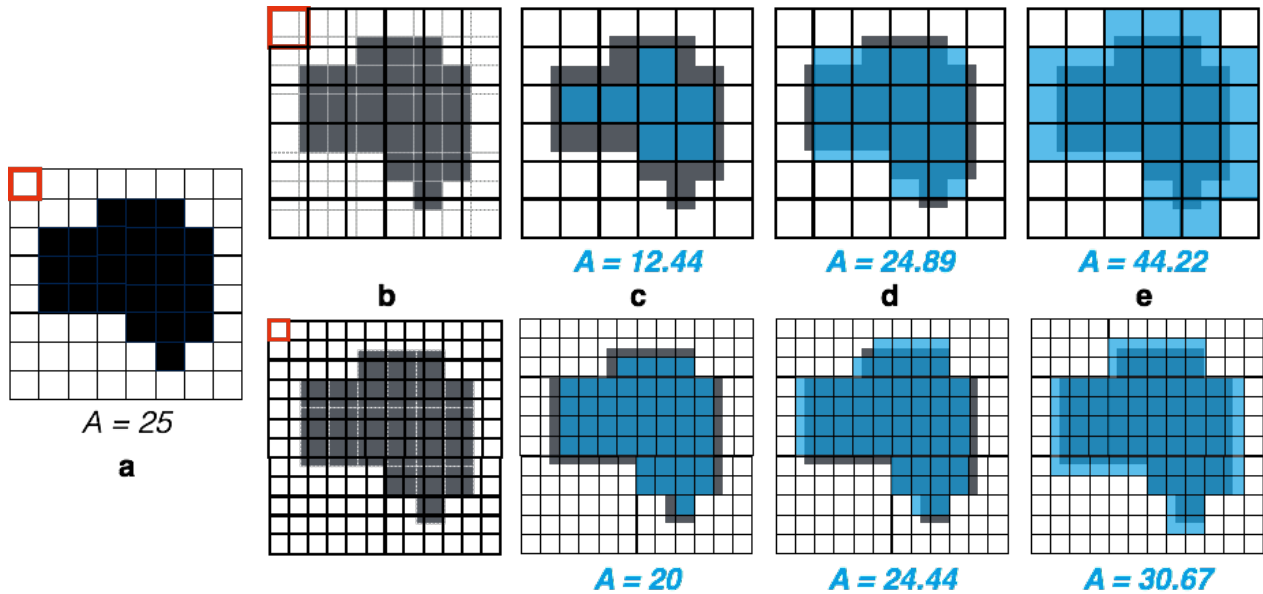 A = 12.44 A = 24.89 A = 44.22
b c d e
A = 25
a
A = 20 A = 24.44 A = 30.67